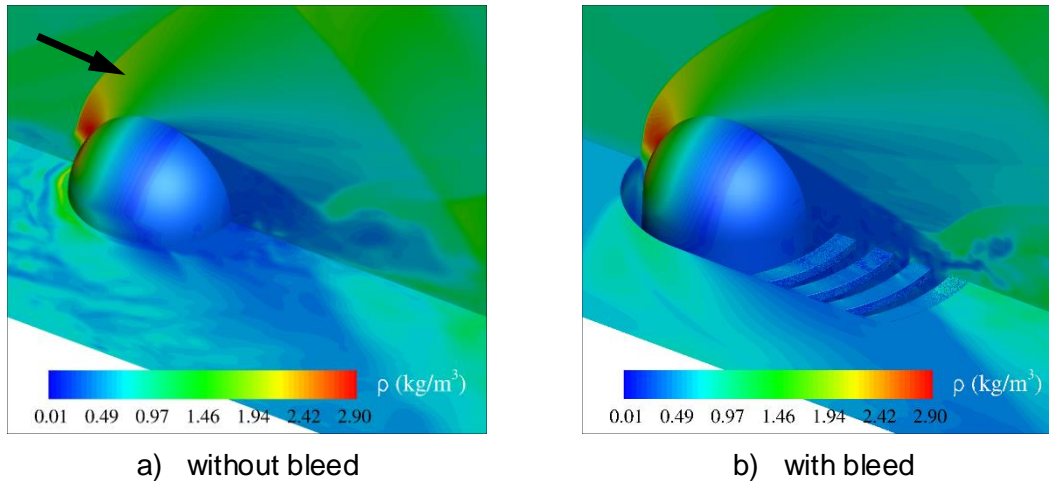 ρ (kg/m³)
0.01 0.49 0.97 1.46 1.94 2.42 2.90
a) without bleed
ρ (kg/m³)
0.01 0.49 0.97 1.46 1.94 2.42 2.90
b) with bleed